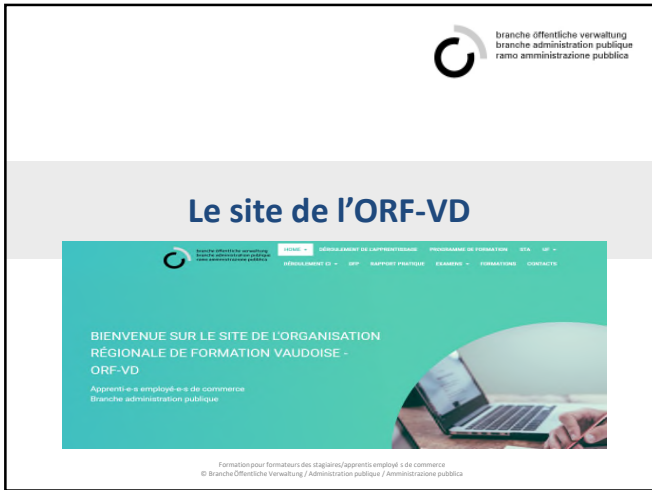 branche öffentliche verwaltung
branche administration publique
ramo amministrazione pubblica
Le site de l'ORF-VD
branche öffentliche verwaltung
branche administration publique
ramo amministrazione pubblica
HOME DÉROULEMENT DE L'APPRENTISSAGE PROGRAMME DE FORMATION STA
DÉROULEMENT CI DFP RAPPORT PRATIQUE EXAMENS FORMATIONS CONTACTS
BIENVENUE SUR LE SITE DE L'ORGANISATION
RÉGIONALE DE FORMATION VAUDOISE -
ORF-VD
Apprenti-e-s employé-e-s de commerce
Branche administration publique
Formation pour formateurs des stagiaires/apprentis employé s de commerce
© Branche Öffentliche Verwaltung / Administration publique / Amministrazione pubblica